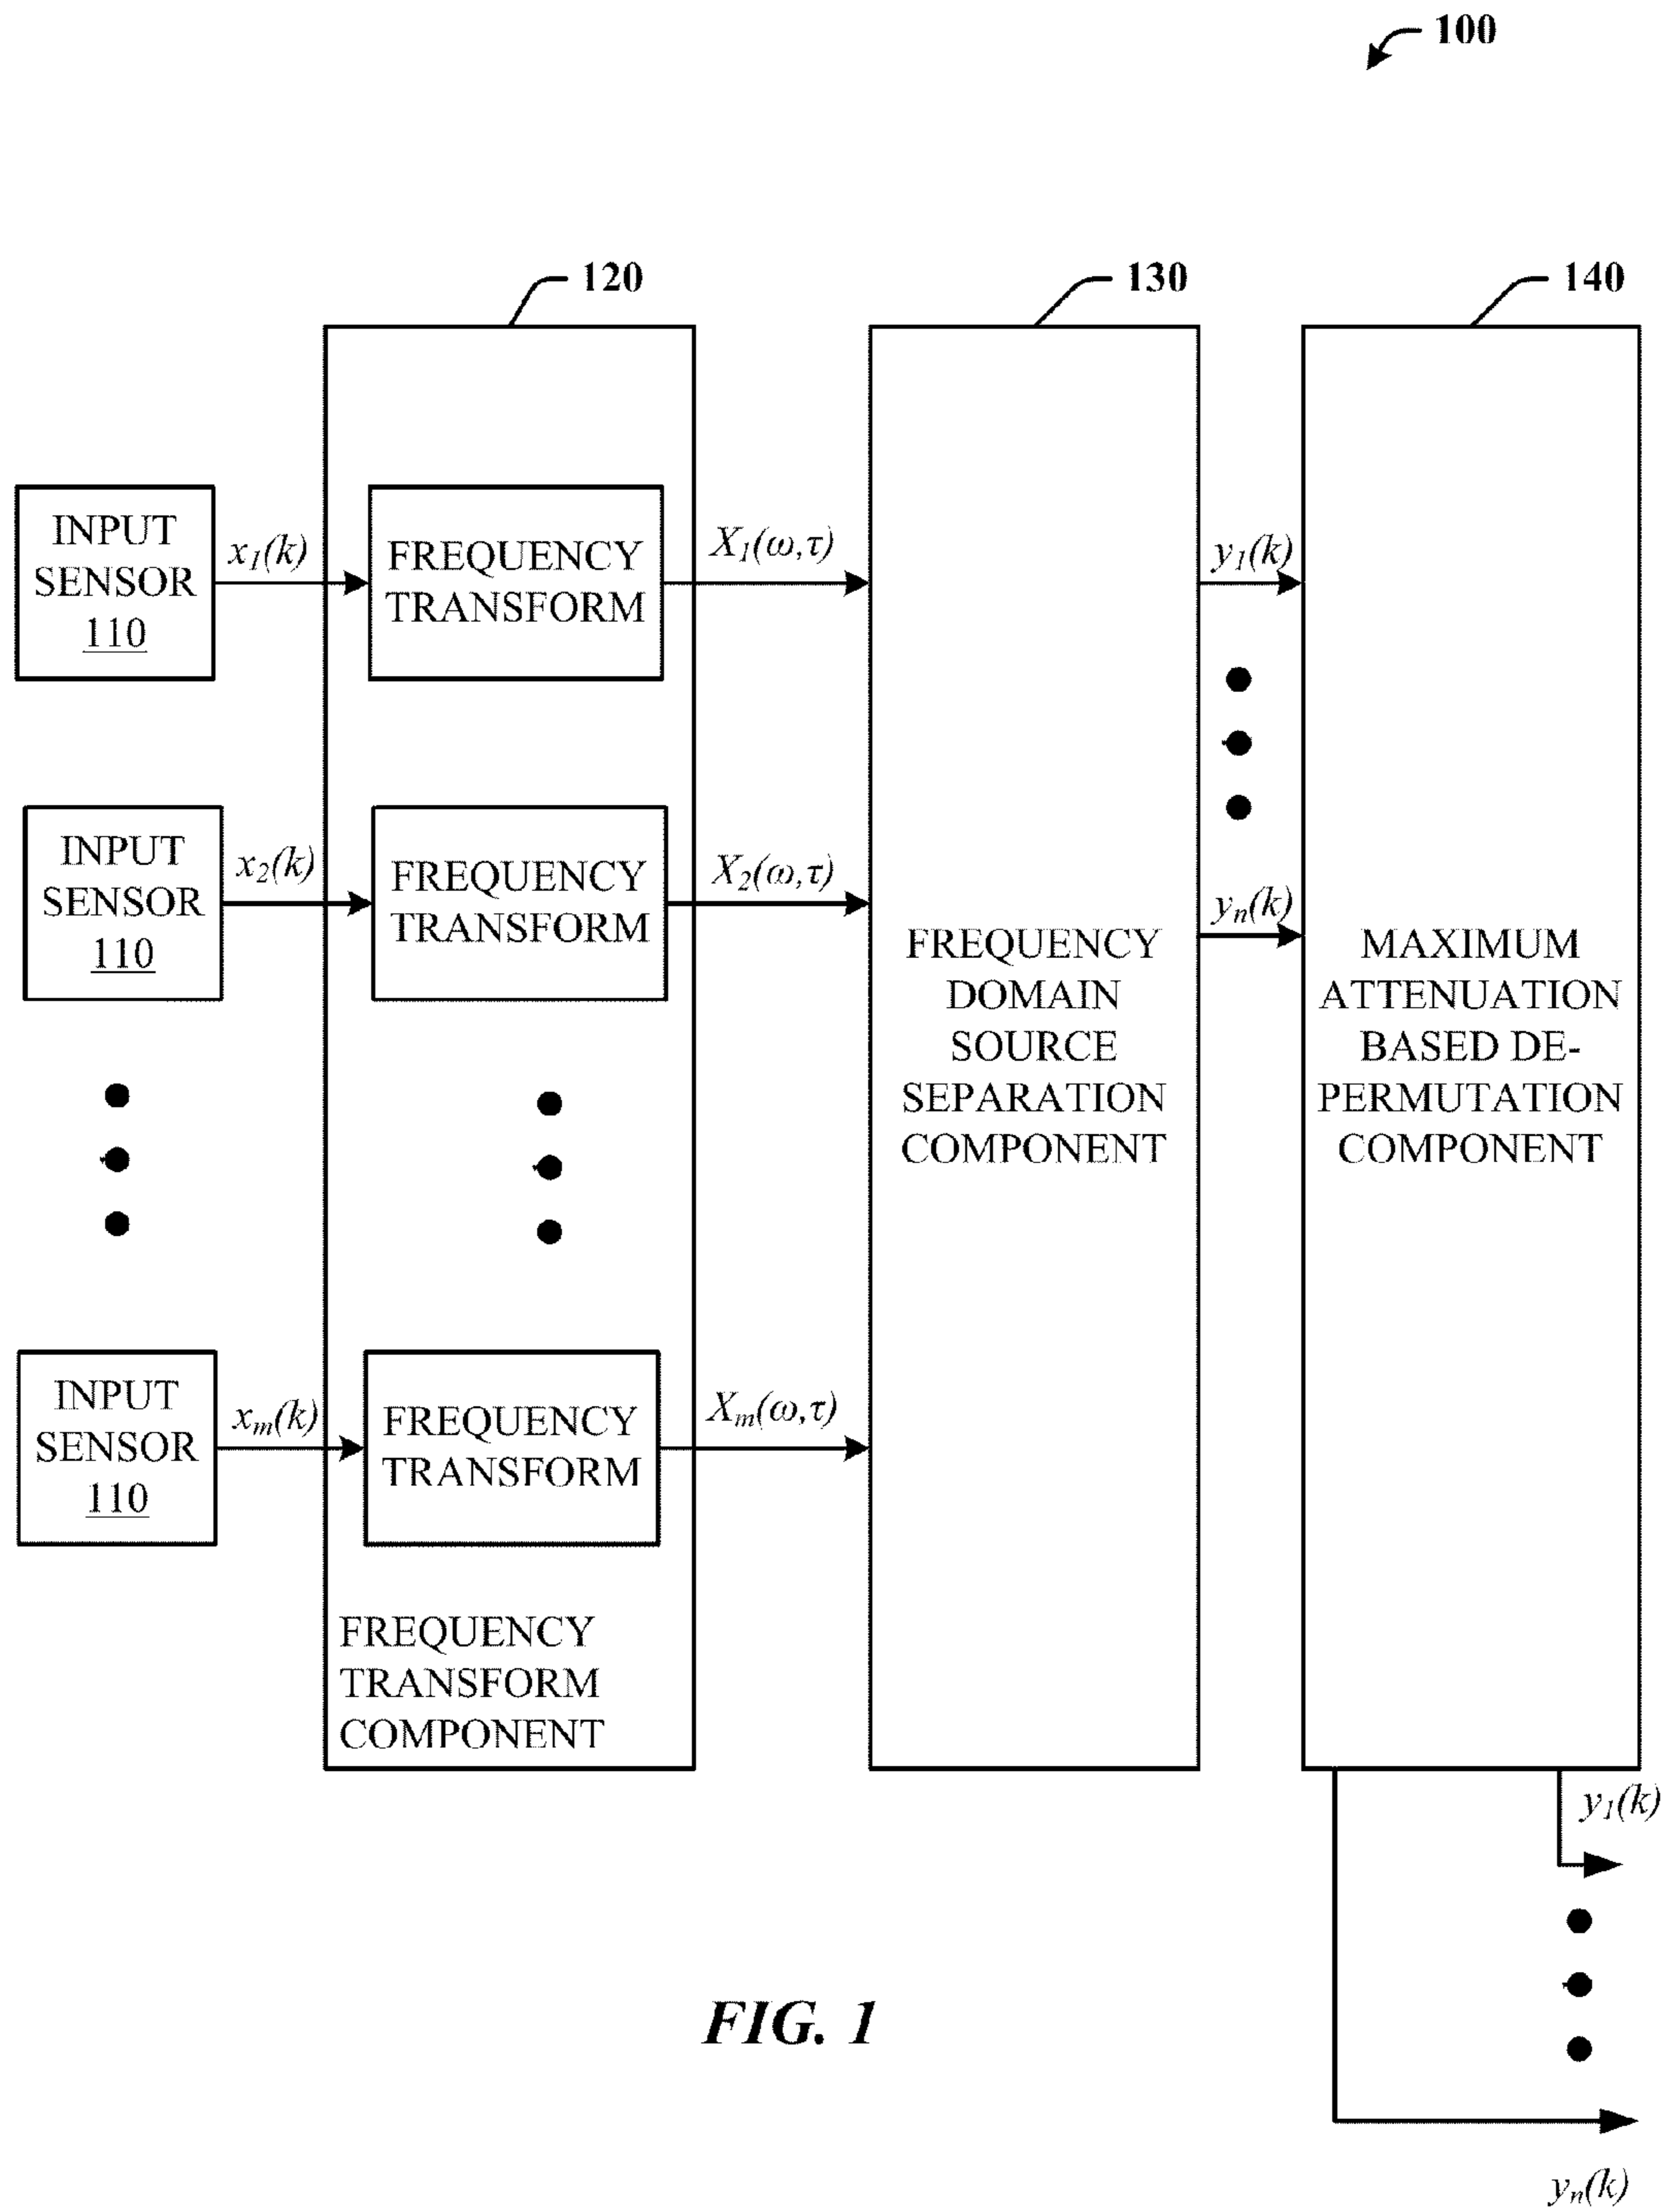 100
120
130
140
INPUT
SENSOR
110
x1(k)
FREQUENCY
TRANSFORM
X1(ω,τ)
y1(k)
INPUT
SENSOR
110
x2(k)
FREQUENCY
TRANSFORM
X2(ω,τ)
yn(k)
FREQUENCY
DOMAIN
SOURCE
SEPARATION
COMPONENT
MAXIMUM
ATTENUATION
BASED DE-
PERMUTATION
COMPONENT
INPUT
SENSOR
110
xm(k)
FREQUENCY
TRANSFORM
Xm(ω,τ)
FREQUENCY
TRANSFORM
COMPONENT
y1(k)
yn(k)
FIG. 1